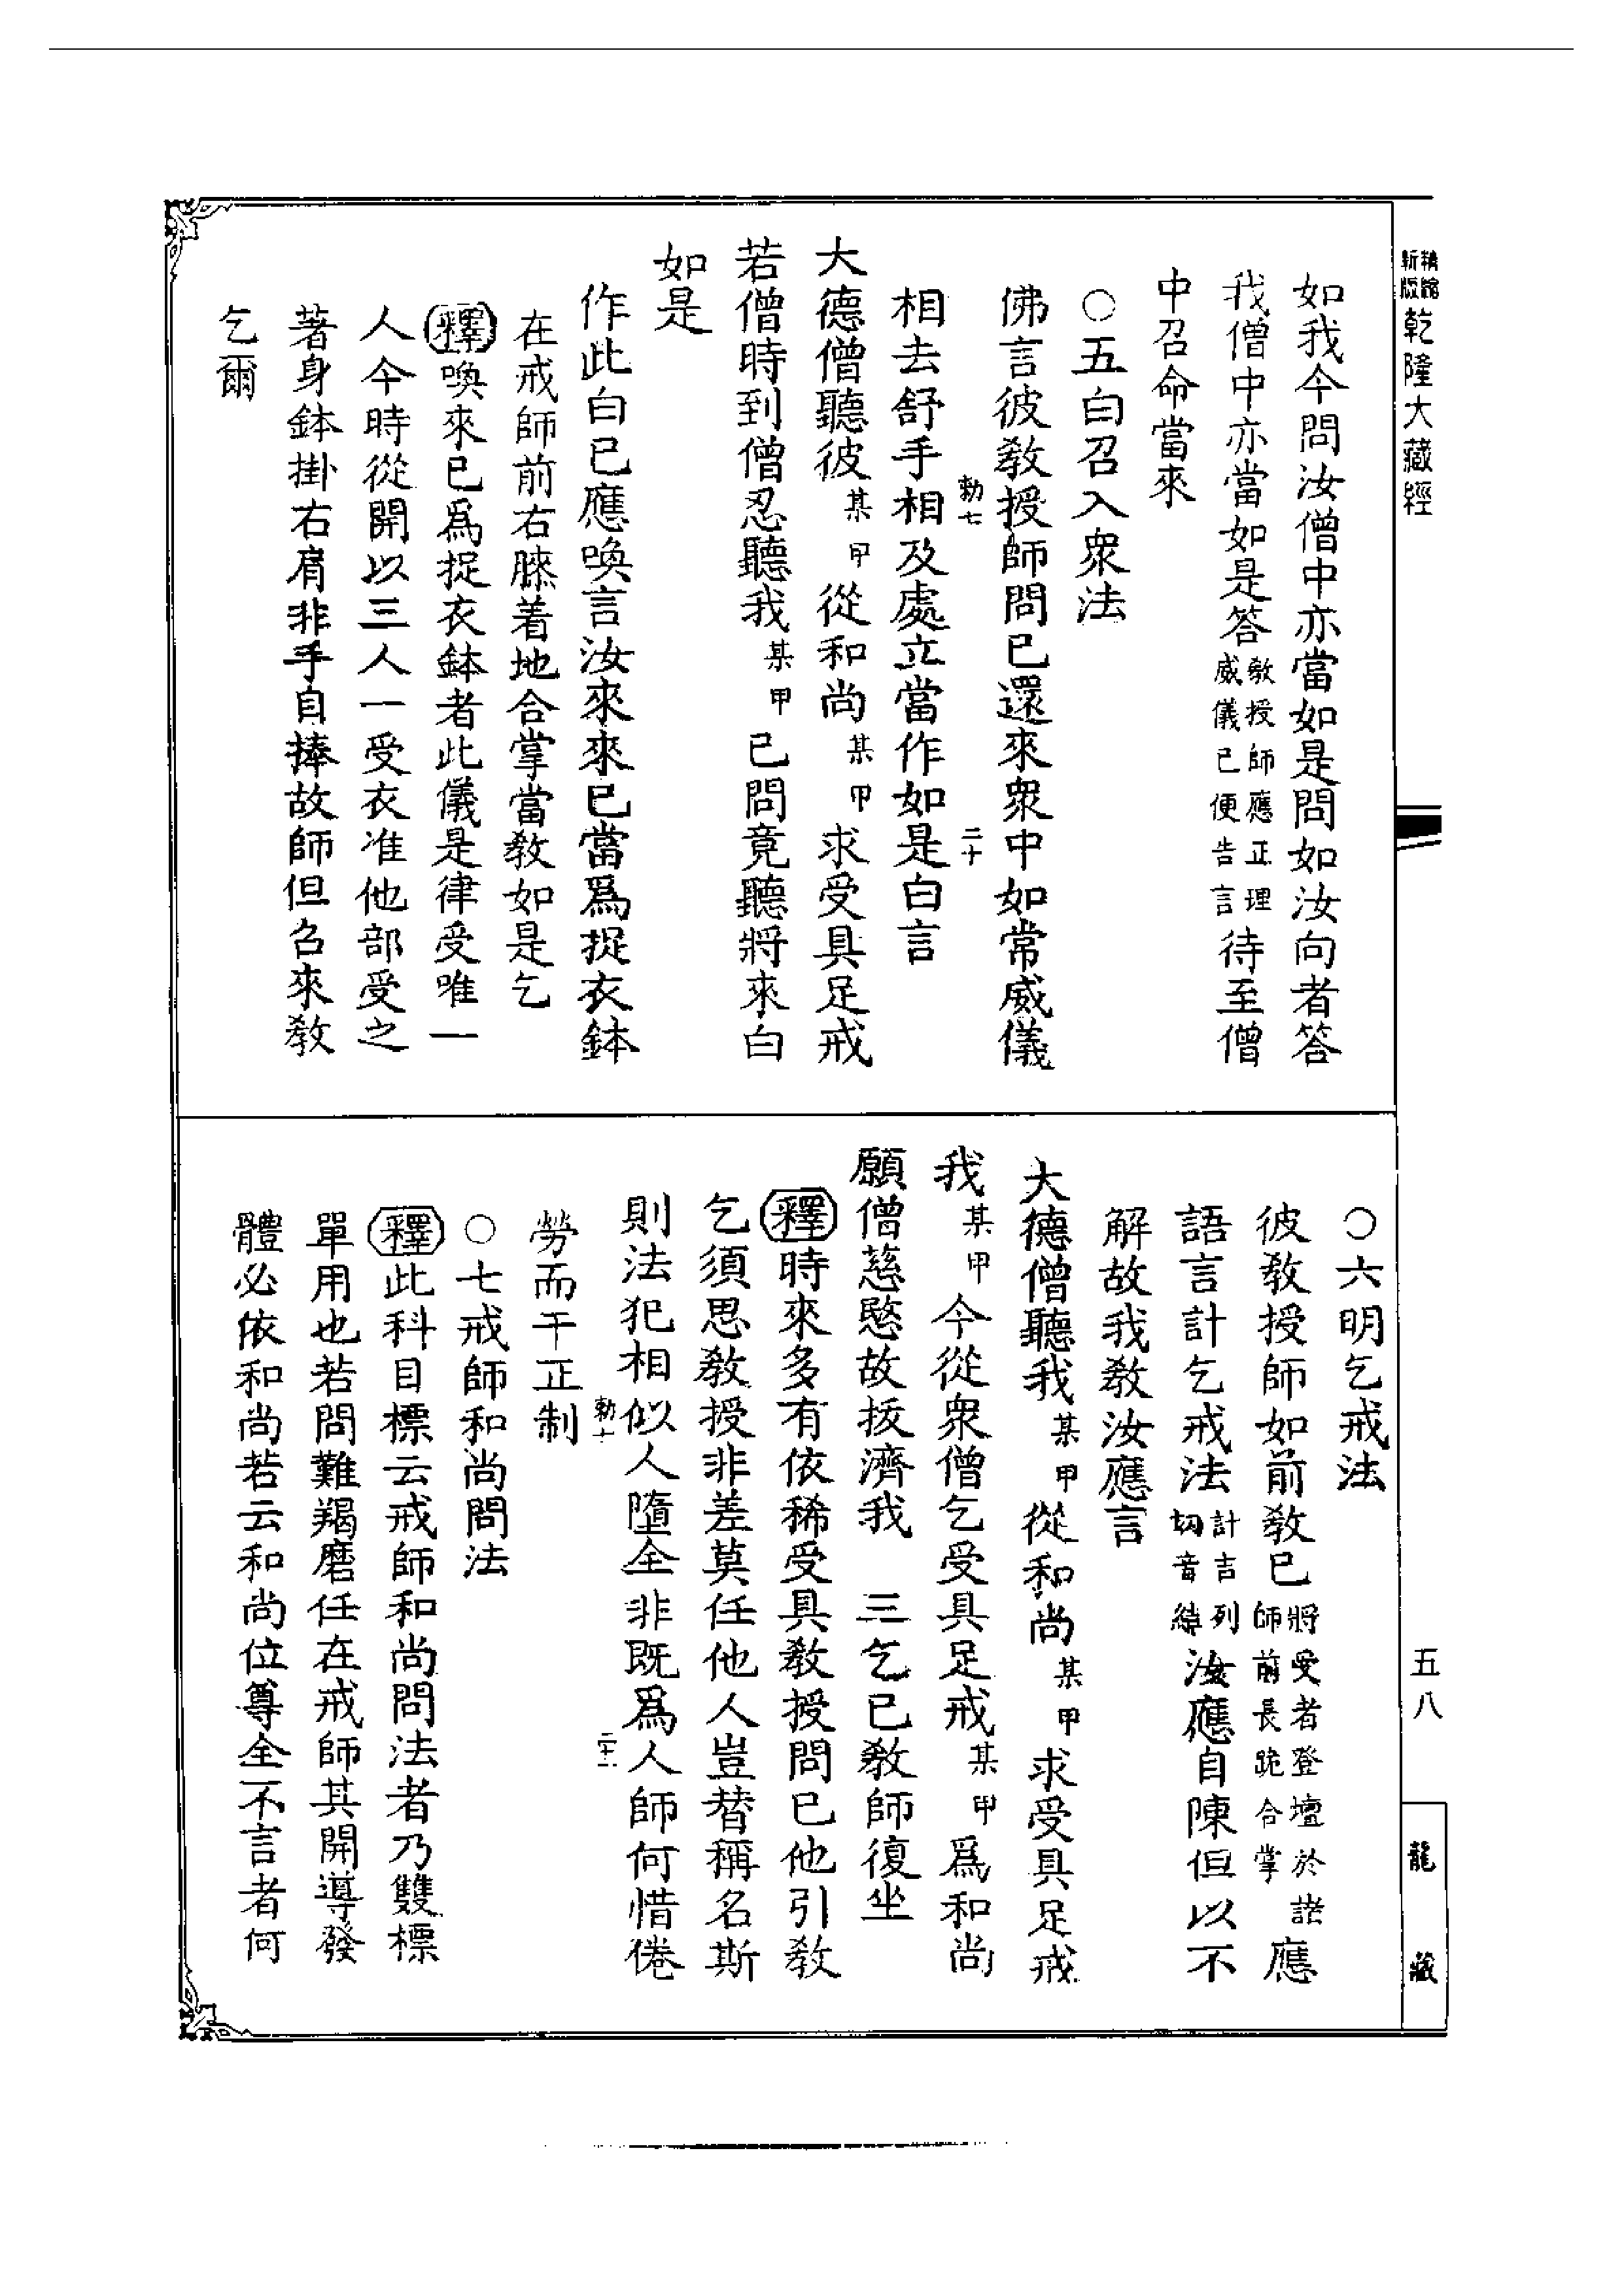 精縮新版乾隆大藏經
如我今問汝僧中亦當如是問如汝向者答
我僧中亦當如是答教授師應正理威儀已便告言待至僧
中召命當來
○五白召入衆法
佛言彼教授師問已還來衆中如常威儀
勅七
二十
相去舒手相及處立當作如是白言
大德僧聽彼某甲從和尚某甲求受具足戒
若僧時到僧忍聽我某甲已問竟聽將來白
如是
作此白已應喚言汝來來已當爲捉衣鉢
在戒師前右膝着地合掌當教如是乞
釋喚來已爲捉衣鉢者此儀是律受唯一
人今時從開以三人一受衣准他部受之
著身鉢掛右肩非手自捧故師但召來教
乞爾
五八
龍藏
○六明乞戒法
彼教授師如前教已將受者登壇於諸師前長跪合掌應
語言計乞戒法計吉列切音結汝應自陳但以不
解故我教汝應言
大德僧聽我某甲從和尚某甲求受具足戒
我某甲今從衆僧乞受具足戒某甲爲和尚
願僧慈愍故拔濟我　三乞已教師復坐
釋時來多有依稀受具教授問已他引教
乞須思教授非差莫任他人豈替稱名斯
則法犯相似人墮全非既爲人師何惜倦
勅十
勞而干正制
○七戒師和尚問法
釋此科目標云戒師和尚問法者乃雙標
單用也若問難羯磨任在戒師其開導發
體必依和尚若云和尚位尊全不言者何